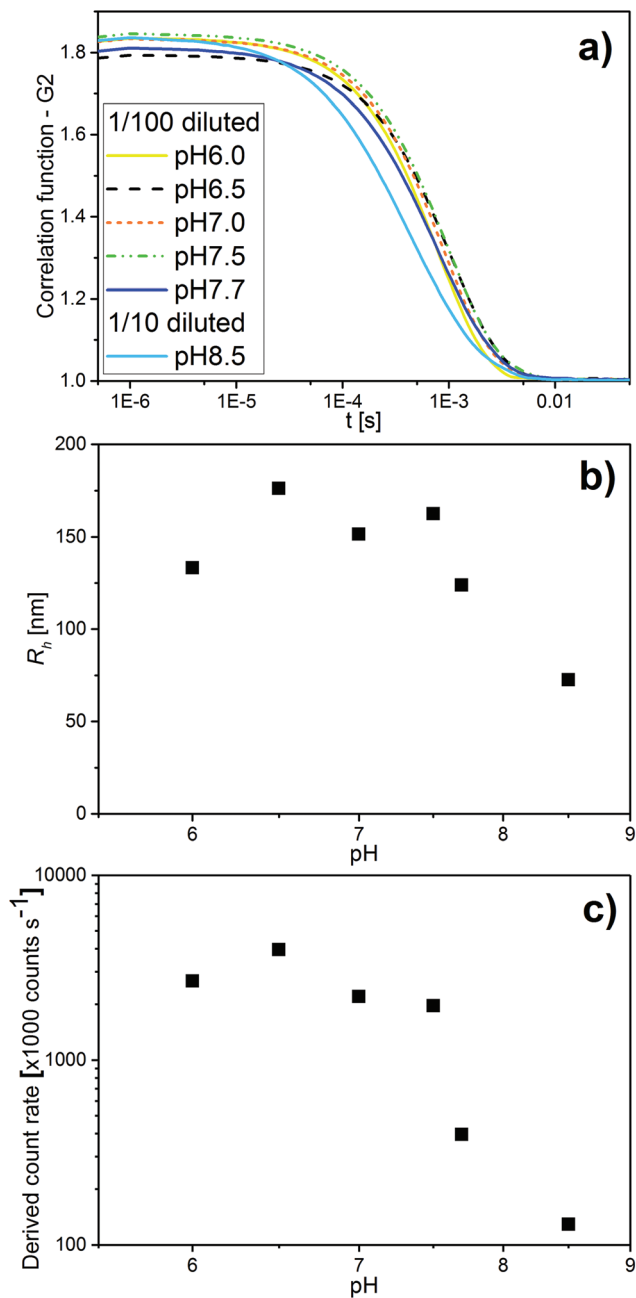 a)
Correlation function - G2
1.8
1.6
1.4
1.2
1.0
1/100 diluted
pH6.0
pH6.5
pH7.0
pH7.5
pH7.7
1/10 diluted
pH8.5
1E-6 1E-5 1E-4 1E-3 0.01
t [s]
b)
Rh [nm]
200
150
100
50
0
6 7 8 9
pH
c)
Derived count rate [x1000 counts s⁻¹]
10000
1000
100
6 7 8 9
pH